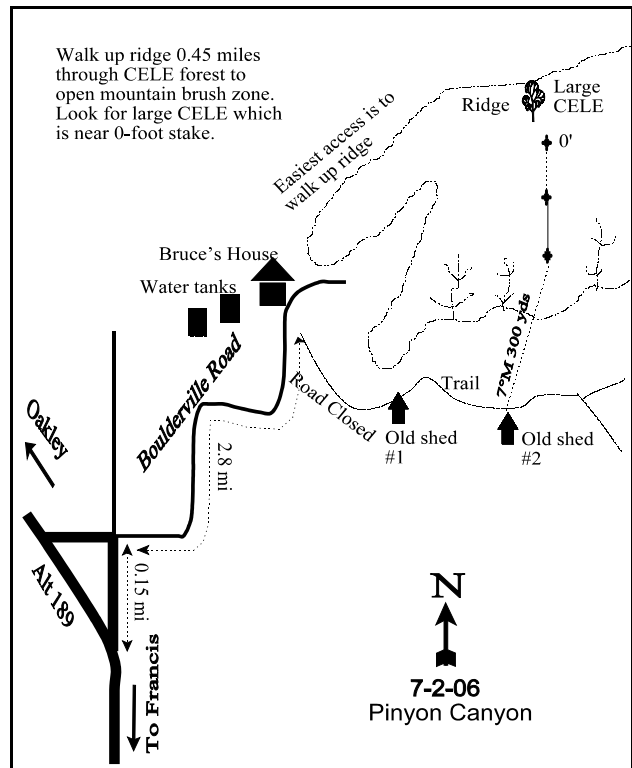 Walk up ridge 0.45 miles
through CELE forest to
open mountain brush zone.
Look for large CELE which
is near 0-foot stake.
Easiest access is to
walk up ridge
Ridge
Large
CELE
0'
Bruce's House
Water tanks
Boulderville Road
Road Closed
Trail
7°M 300 yds
Old shed
#1
Old shed
#2
Oakley
2.8 mi
0.15 mi
Alt 189
To Francis
N
7-2-06
Pinyon Canyon